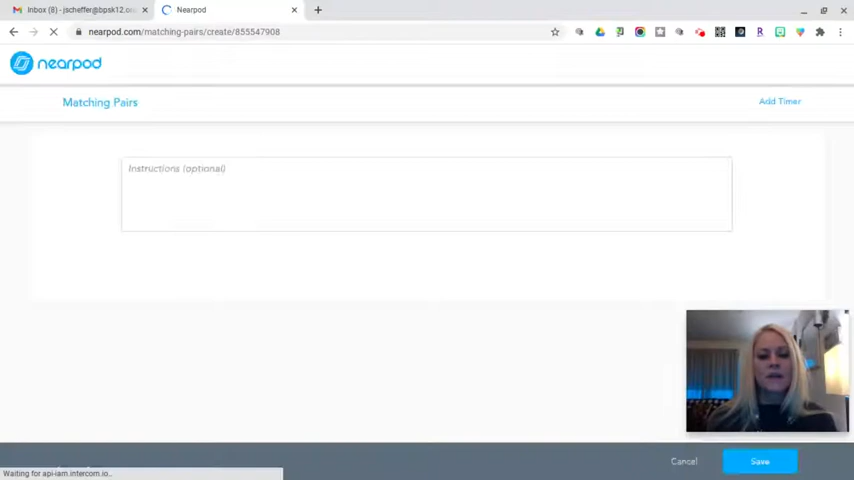 Inbox (8) - jscheffer@bpsk12.o
Nearpod
nearpod.com/matching-pairs/create/855547908
nearpod
Matching Pairs
Add Timer
Instructions (optional)
Cancel
Save
Waiting for api-iam.intercom.io...